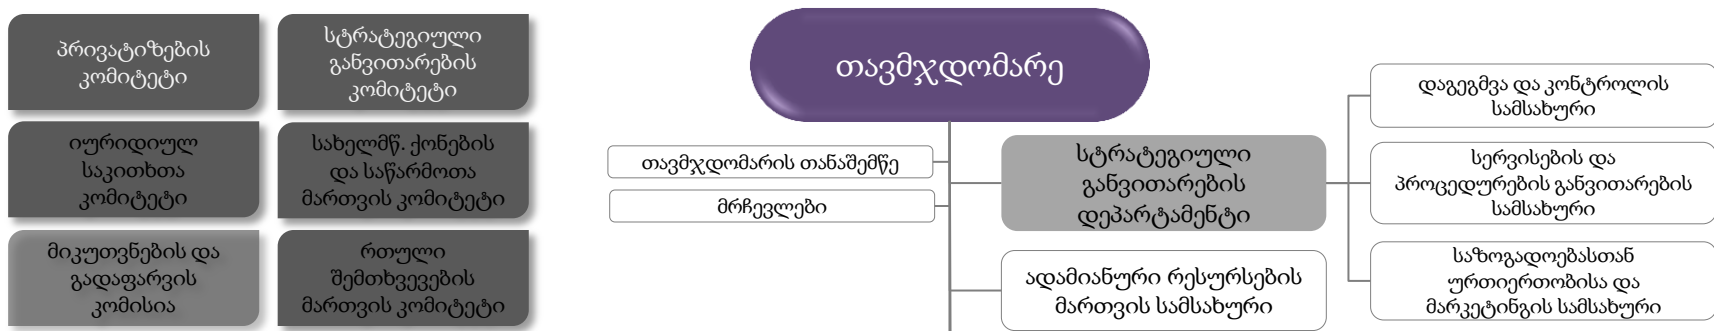 პრივატიზების
კომიტეტი
სტრატეგიული
განვითარების
კომიტეტი
იურიდიულ
საკითხთა
კომიტეტი
სახელმწ. ქონების
და საწარმოთა
მართვის კომიტეტი
მიკუთვნების და
გადაფარვის
კომისია
რთული
შემთხვევების
მართვის კომიტეტი
თავმჯდომარე
თავმჯდომარის თანაშემწე
მრჩევლები
სტრატეგიული
განვითარების
დეპარტამენტი
ადამიანური რესურსების
მართვის სამსახური
დაგეგმვა და კონტროლის
სამსახური
სერვისების და
პროცედურების განვითარების
სამსახური
საზოგადოებასთან
ურთიერთობისა და
მარკეტინგის სამსახური